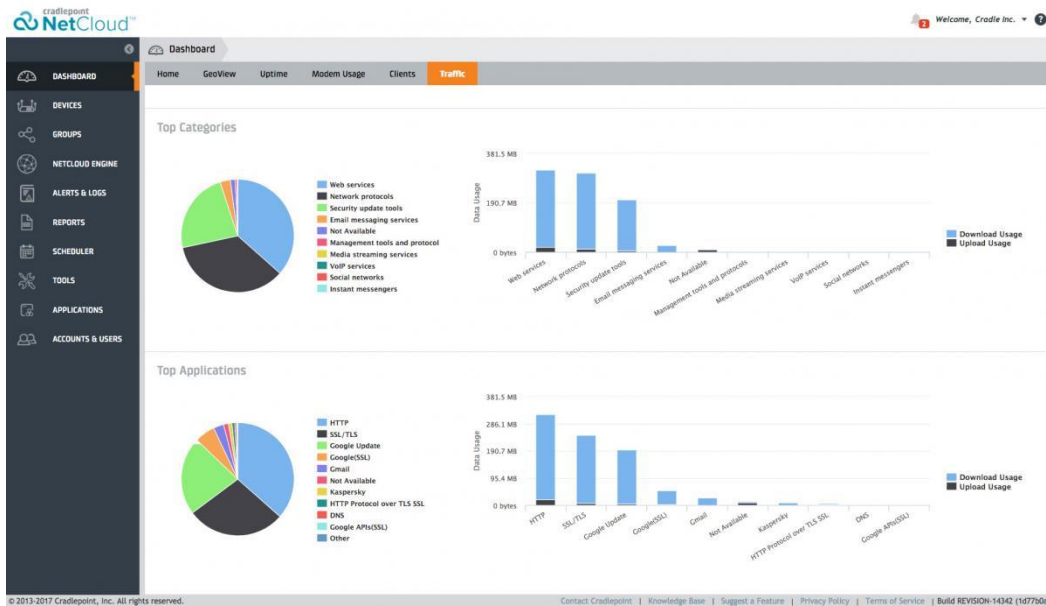 cradlepoint
NetCloud™
2
Welcome, Cradle Inc.
?
Dashboard
DASHBOARD
DEVICES
GROUPS
NETCLOUD ENGINE
ALERTS & LOGS
REPORTS
SCHEDULER
TOOLS
APPLICATIONS
ACCOUNTS & USERS
Home GeoView Uptime Modem Usage Clients Traffic
Top Categories
Web services
Network protocols
Security update tools
Email messaging services
Not Available
Management tools and protocol
Media streaming services
VoIP services
Social networks
Instant messengers
381.5 MB
190.7 MB
0 bytes
Data Usage
Web services
Network protocols
Security update tools
Email messaging services
Not Available
Management tools and protocols
Media streaming services
VoIP services
Social networks
Instant messengers
Download Usage
Upload Usage
Top Applications
HTTP
SSL/TLS
Google Update
Google(SSL)
Gmail
Not Available
Kaspersky
HTTP Protocol over TLS SSL
DNS
Google APIs(SSL)
Other
381.5 MB
286.1 MB
190.7 MB
95.4 MB
0 bytes
Data Usage
HTTP
SSL/TLS
Google Update
Google(SSL)
Gmail
Not Available
Kaspersky
HTTP Protocol over TLS SSL
DNS
Google APIs(SSL)
Download Usage
Upload Usage
© 2013-2017 Cradlepoint, Inc. All rights reserved.
Contact Cradlepoint | Knowledge Base | Suggest a Feature | Privacy Policy | Terms of Service | Build REVISION-14342